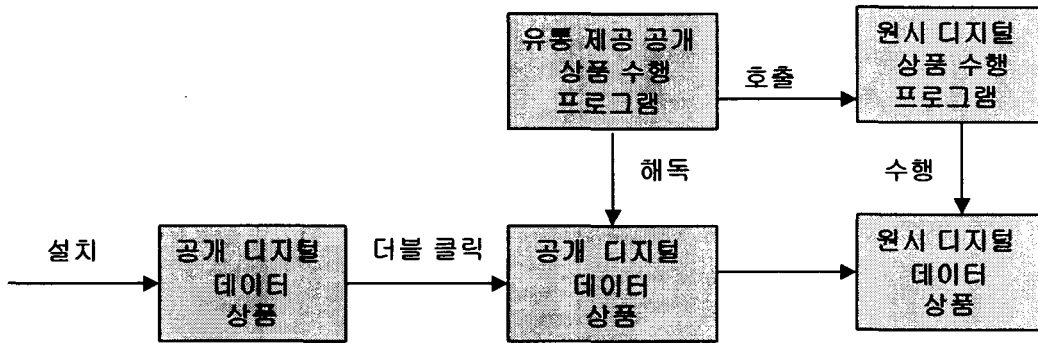 유통 제공 공개
상품 수행
프로그램
호출
원시 디지털
상품 수행
프로그램
해독
수행
설치
공개 디지털
데이터
상품
더블 클릭
공개 디지털
데이터
상품
원시 디지털
데이터
상품